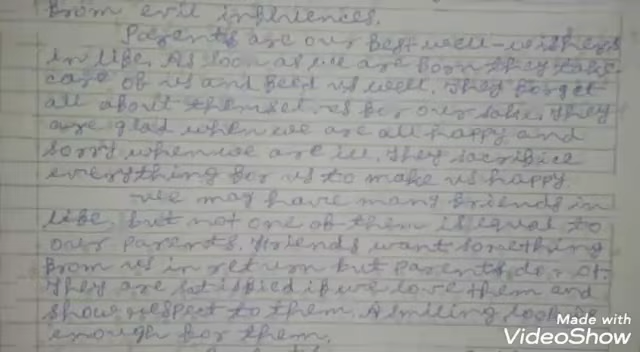 from evil influences.
Parents are our best well-wishers
in life. As soon as we are born they take
care of us and feed us well. They forget
all about themselves for our sake. They
are glad when we are all happy and
sorry when we are ill. They sacrifice
everything for us to make us happy.
We may have many friends in
life, but not one of them is equal to
our parents. Friends want something
from us in return but parents do not.
They are satisfied if we love them and
show respect to them. A smiling look is
enough for them.
Made with
VideoShow